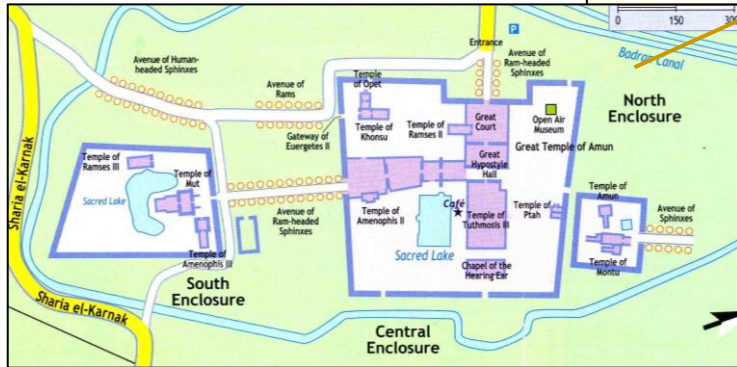 0 150 300
P
Entrance
Badran Canal
Avenue of Human-
headed Sphinxes
Avenue
of Rams
Avenue of
Ram-headed
Sphinxes
Temple
of Opet
North
Enclosure
Gateway of
Euergetes II
Temple of
Khonsu
Temple of
Ramses II
Great
Court
Open Air
Museum
Great Temple of Amun
Great
Hypostyle
Hall
Temple of
Ramses III
Temple of
Mut
Sacred Lake
Temple of
Amenophis III
Avenue of
Ram-headed
Sphinxes
Temple of
Amenophis II
Café
Temple of
Tuthmosis III
Temple of
Ptah
Temple of
Amun
Avenue of
Sphinxes
Temple of
Montu
Sacred Lake
Chapel of the
Hearing Ear
South
Enclosure
Central
Enclosure
Sharia el-Karnak
Sharia el-Karnak